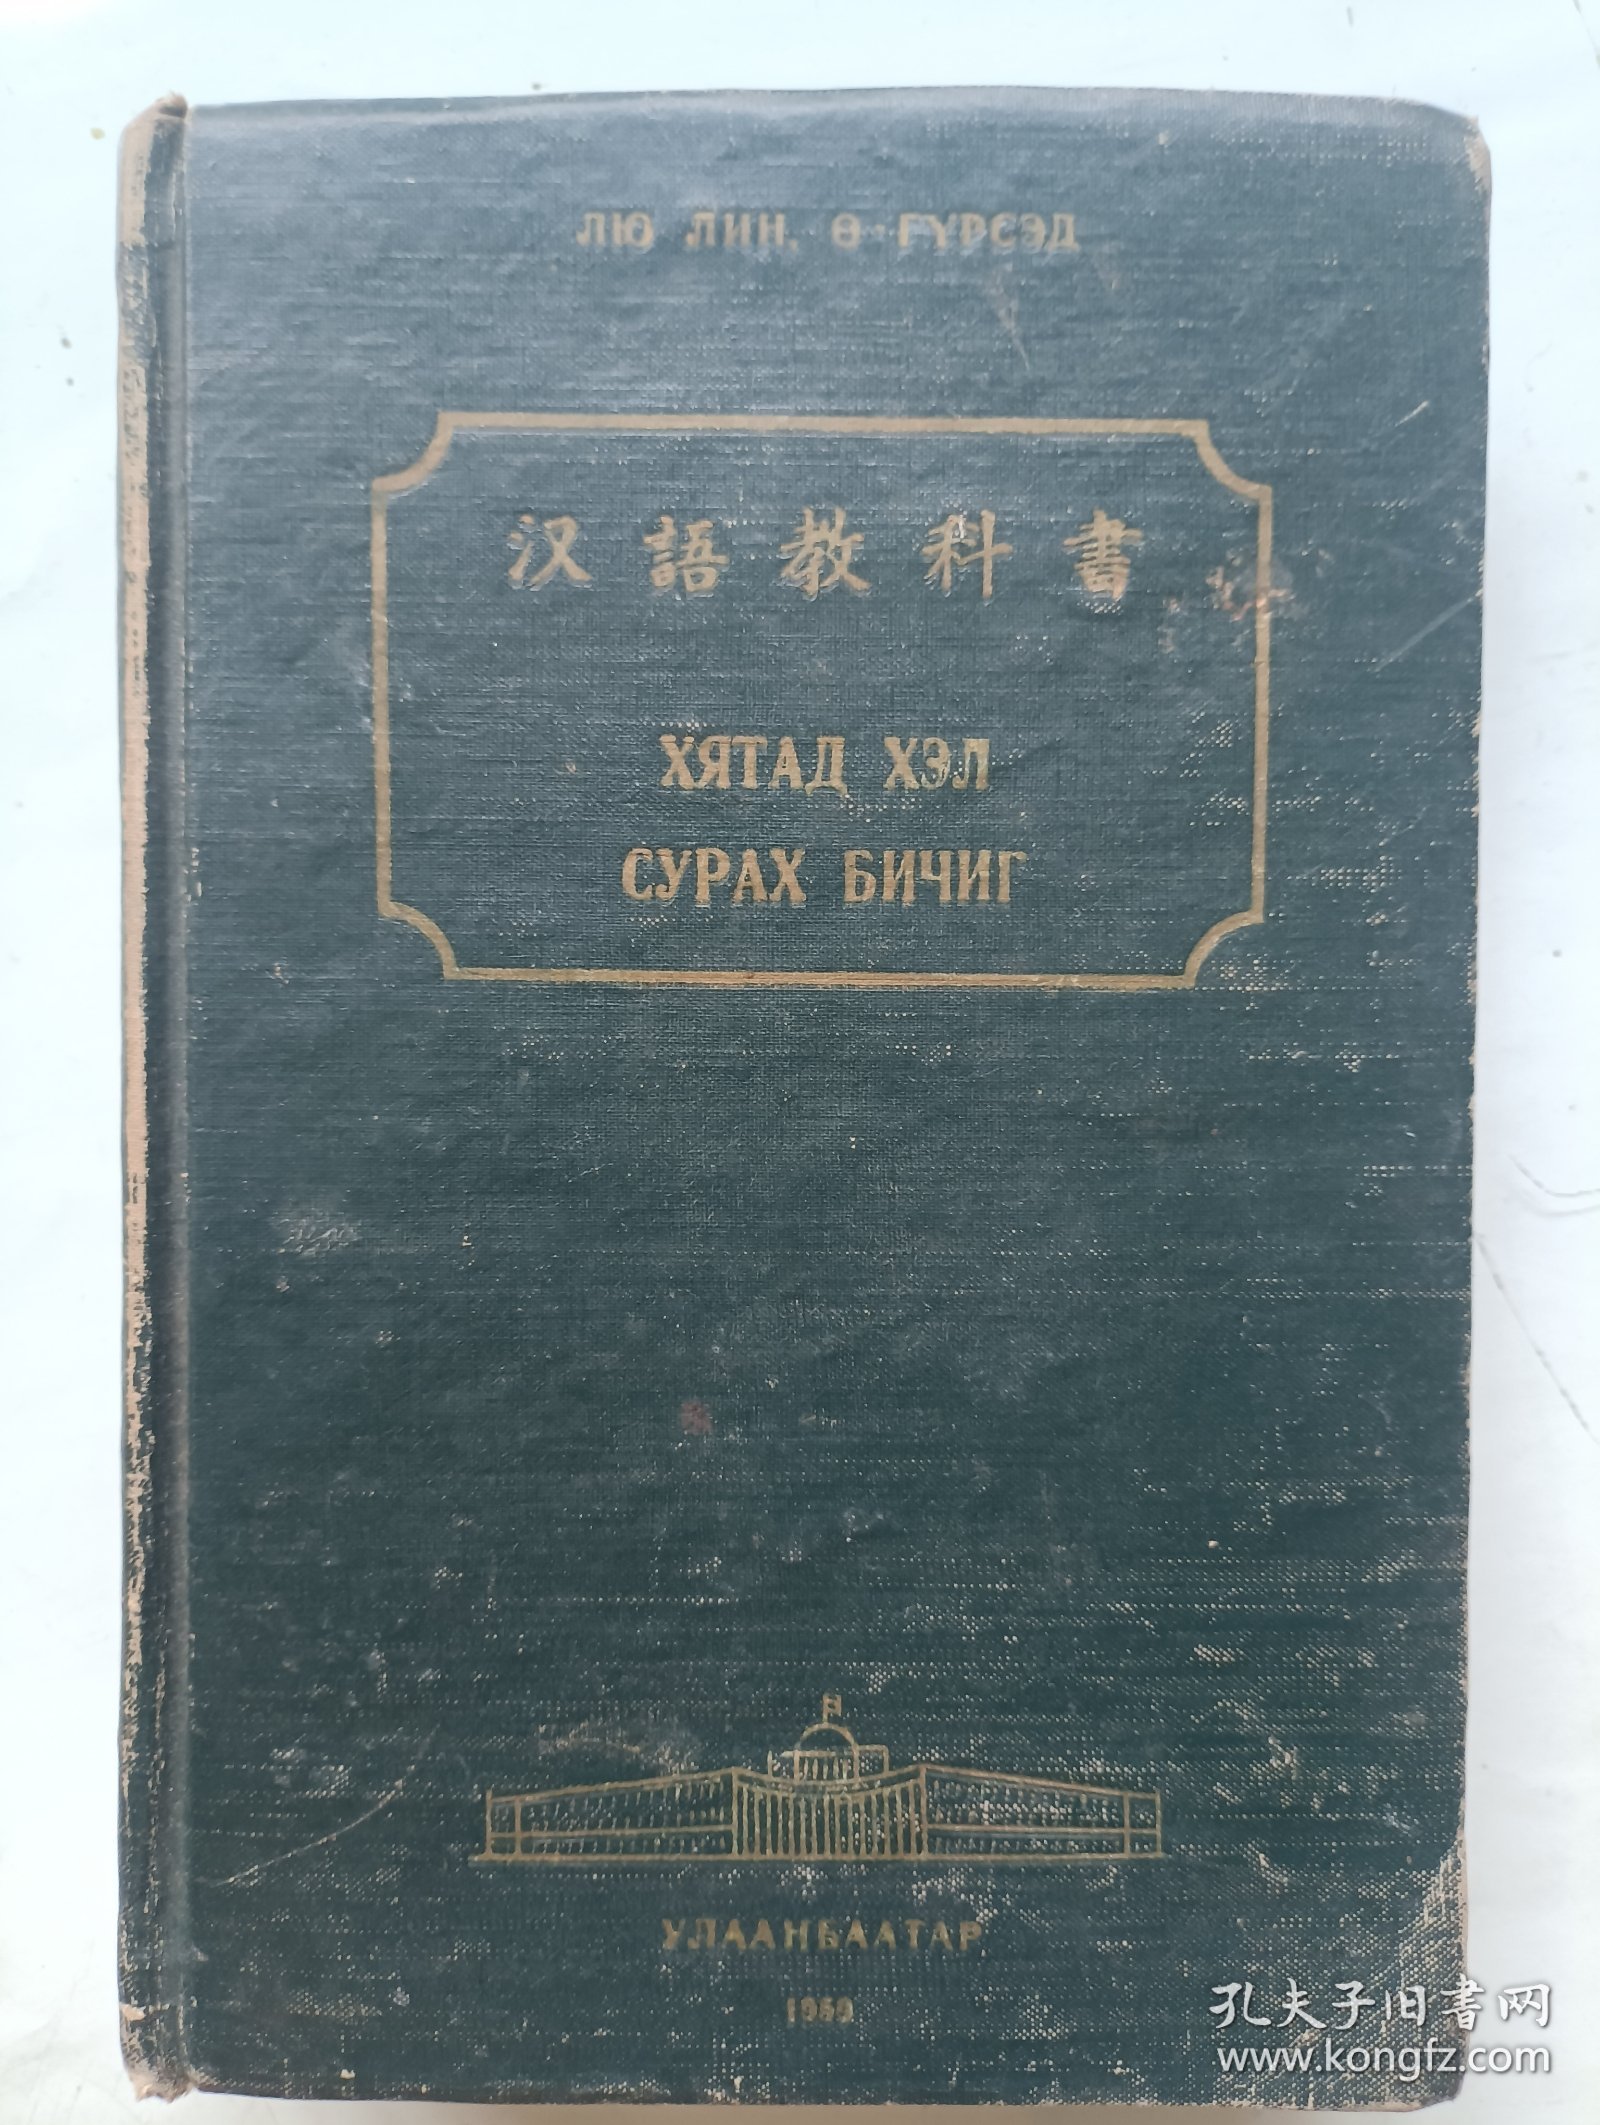 ЛЮ ЛИН, Ө. ГҮРСЭД
汉語教科書
ХЯТАД ХЭЛ
СУРАХ БИЧИГ
УЛААНБААТАР
孔夫子旧書网
www.kongfz.com